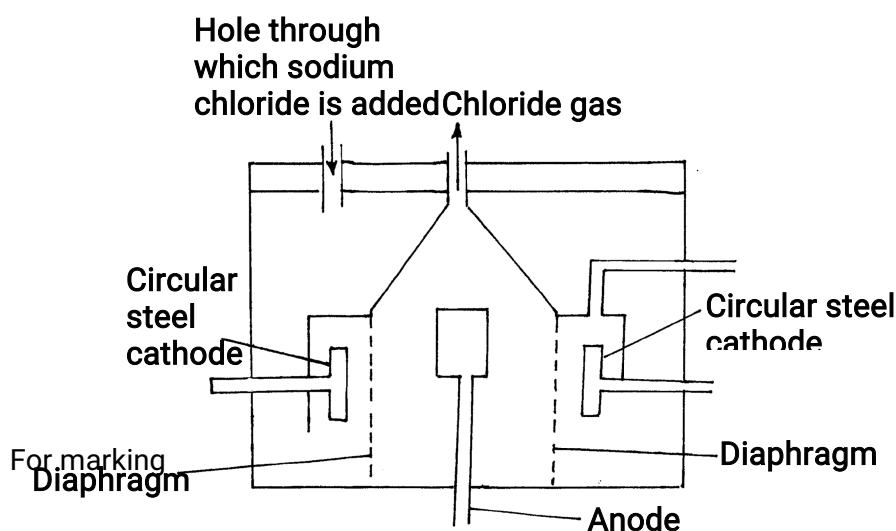 Hole through
which sodium
chloride is added
Chloride gas
Circular
steel
cathode
Circular steel
cathode
For marking
Diaphragm
Diaphragm
Anode